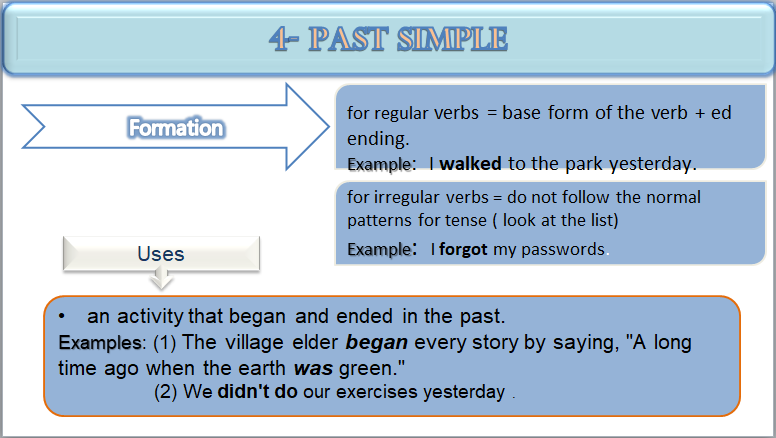 4- PAST SIMPLE
Formation
for regular verbs = base form of the verb + ed
ending.
Example: I walked to the park yesterday.
for irregular verbs = do not follow the normal
patterns for tense ( look at the list)
Example: I forgot my passwords.
Uses
• an activity that began and ended in the past.
Examples: (1) The village elder began every story by saying, "A long
time ago when the earth was green."
(2) We didn't do our exercises yesterday .